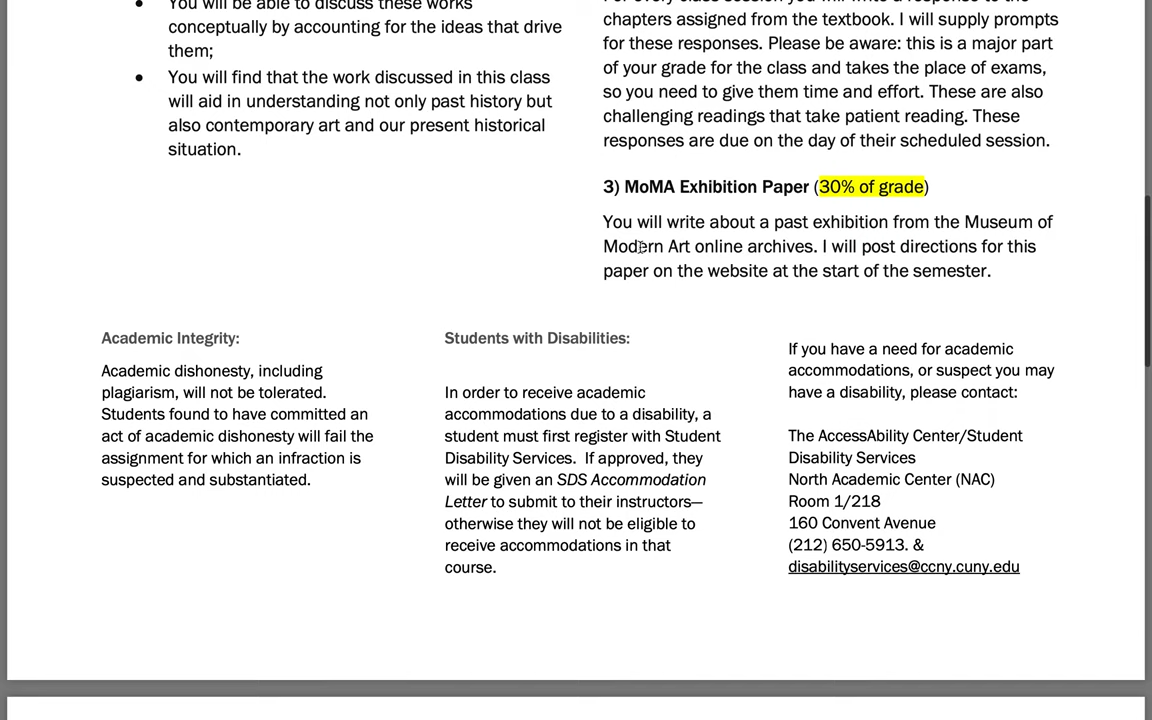 You will be able to discuss these works
conceptually by accounting for the ideas that drive
them;
You will find that the work discussed in this class
will aid in understanding not only past history but
also contemporary art and our present historical
situation.
chapters assigned from the textbook. I will supply prompts
for these responses. Please be aware: this is a major part
of your grade for the class and takes the place of exams,
so you need to give them time and effort. These are also
challenging readings that take patient reading. These
responses are due on the day of their scheduled session.
3) MoMA Exhibition Paper (30% of grade)
You will write about a past exhibition from the Museum of
Modern Art online archives. I will post directions for this
paper on the website at the start of the semester.
Academic Integrity:
Academic dishonesty, including
plagiarism, will not be tolerated.
Students found to have committed an
act of academic dishonesty will fail the
assignment for which an infraction is
suspected and substantiated.
Students with Disabilities:
In order to receive academic
accommodations due to a disability, a
student must first register with Student
Disability Services.  If approved, they
will be given an SDS Accommodation
Letter to submit to their instructors—
otherwise they will not be eligible to
receive accommodations in that
course.
If you have a need for academic
accommodations, or suspect you may
have a disability, please contact:
The AccessAbility Center/Student
Disability Services
North Academic Center (NAC)
Room 1/218
160 Convent Avenue
(212) 650-5913. &
disabilityservices@ccny.cuny.edu